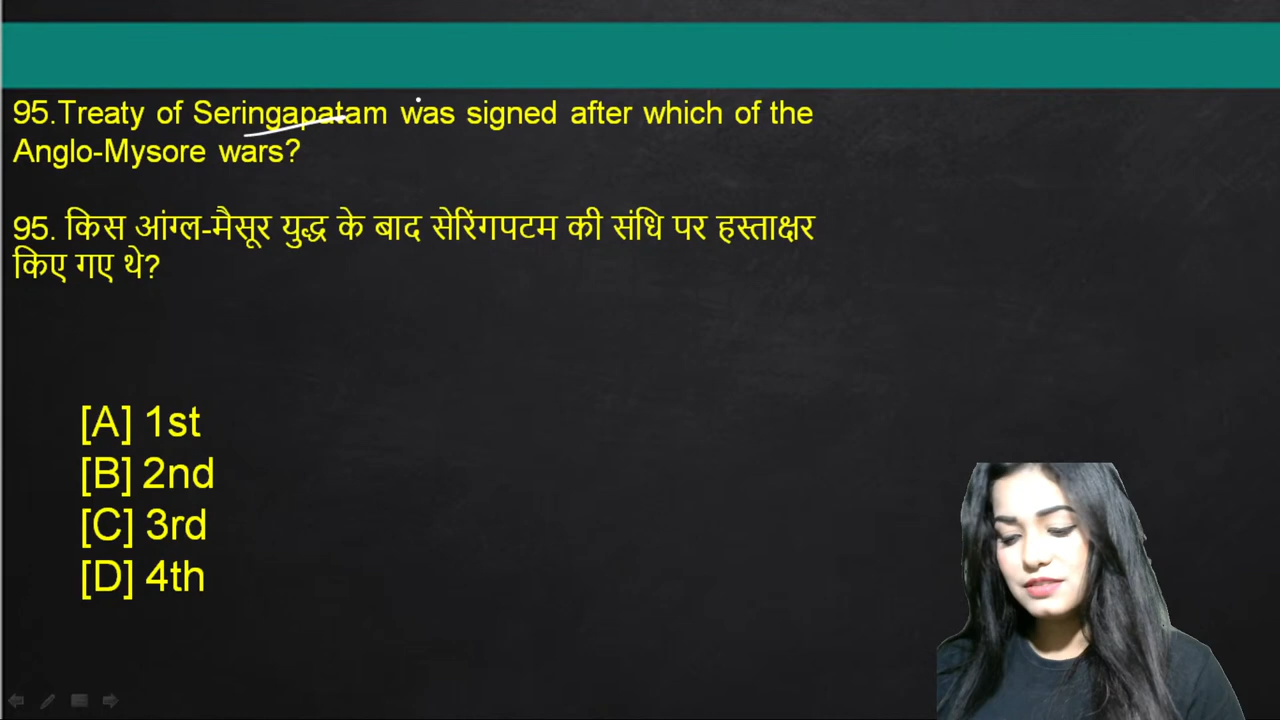 95.Treaty of Seringapatam was signed after which of the
Anglo-Mysore wars?
95. किस आंग्ल-मैसूर युद्ध के बाद सेरिंगपटम की संधि पर हस्ताक्षर
किए गए थे?
[A] 1st
[B] 2nd
[C] 3rd
[D] 4th